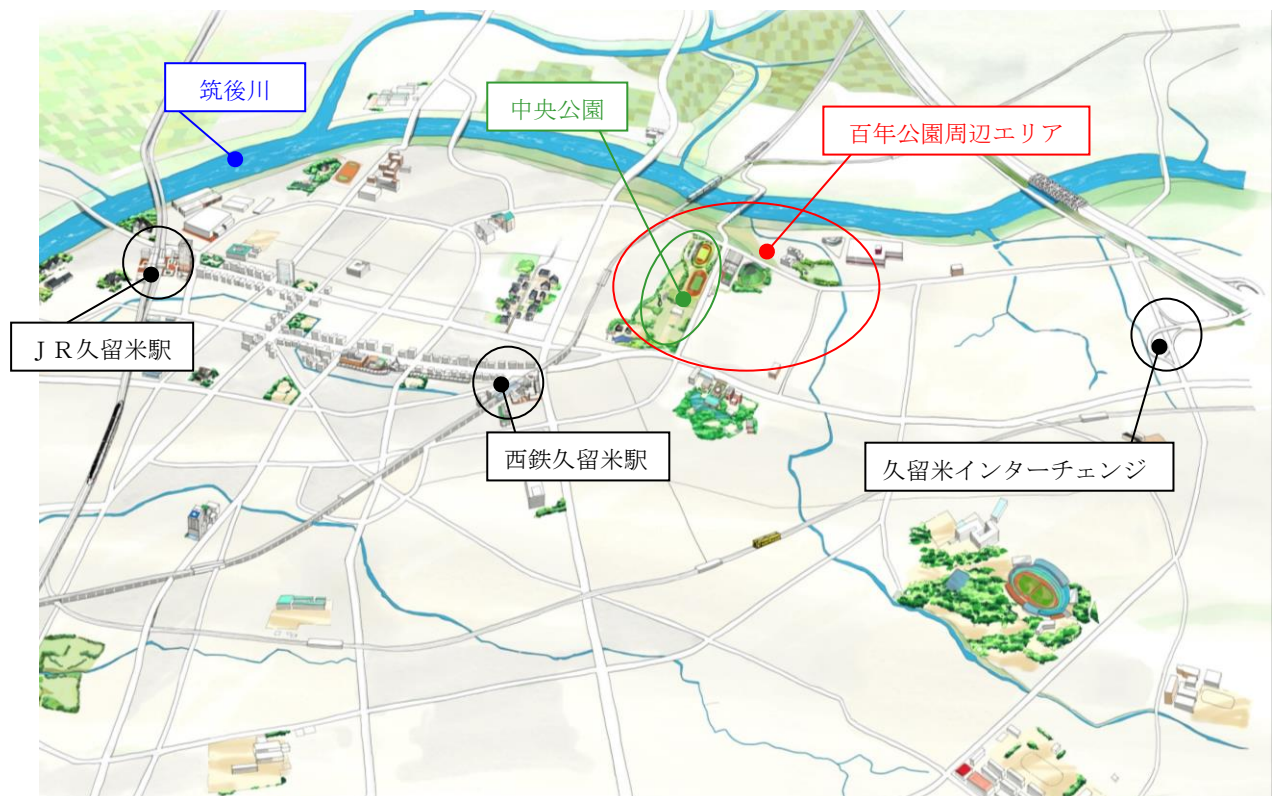 筑後川
中央公園
百年公園周辺エリア
ＪＲ久留米駅
西鉄久留米駅
久留米インターチェンジ